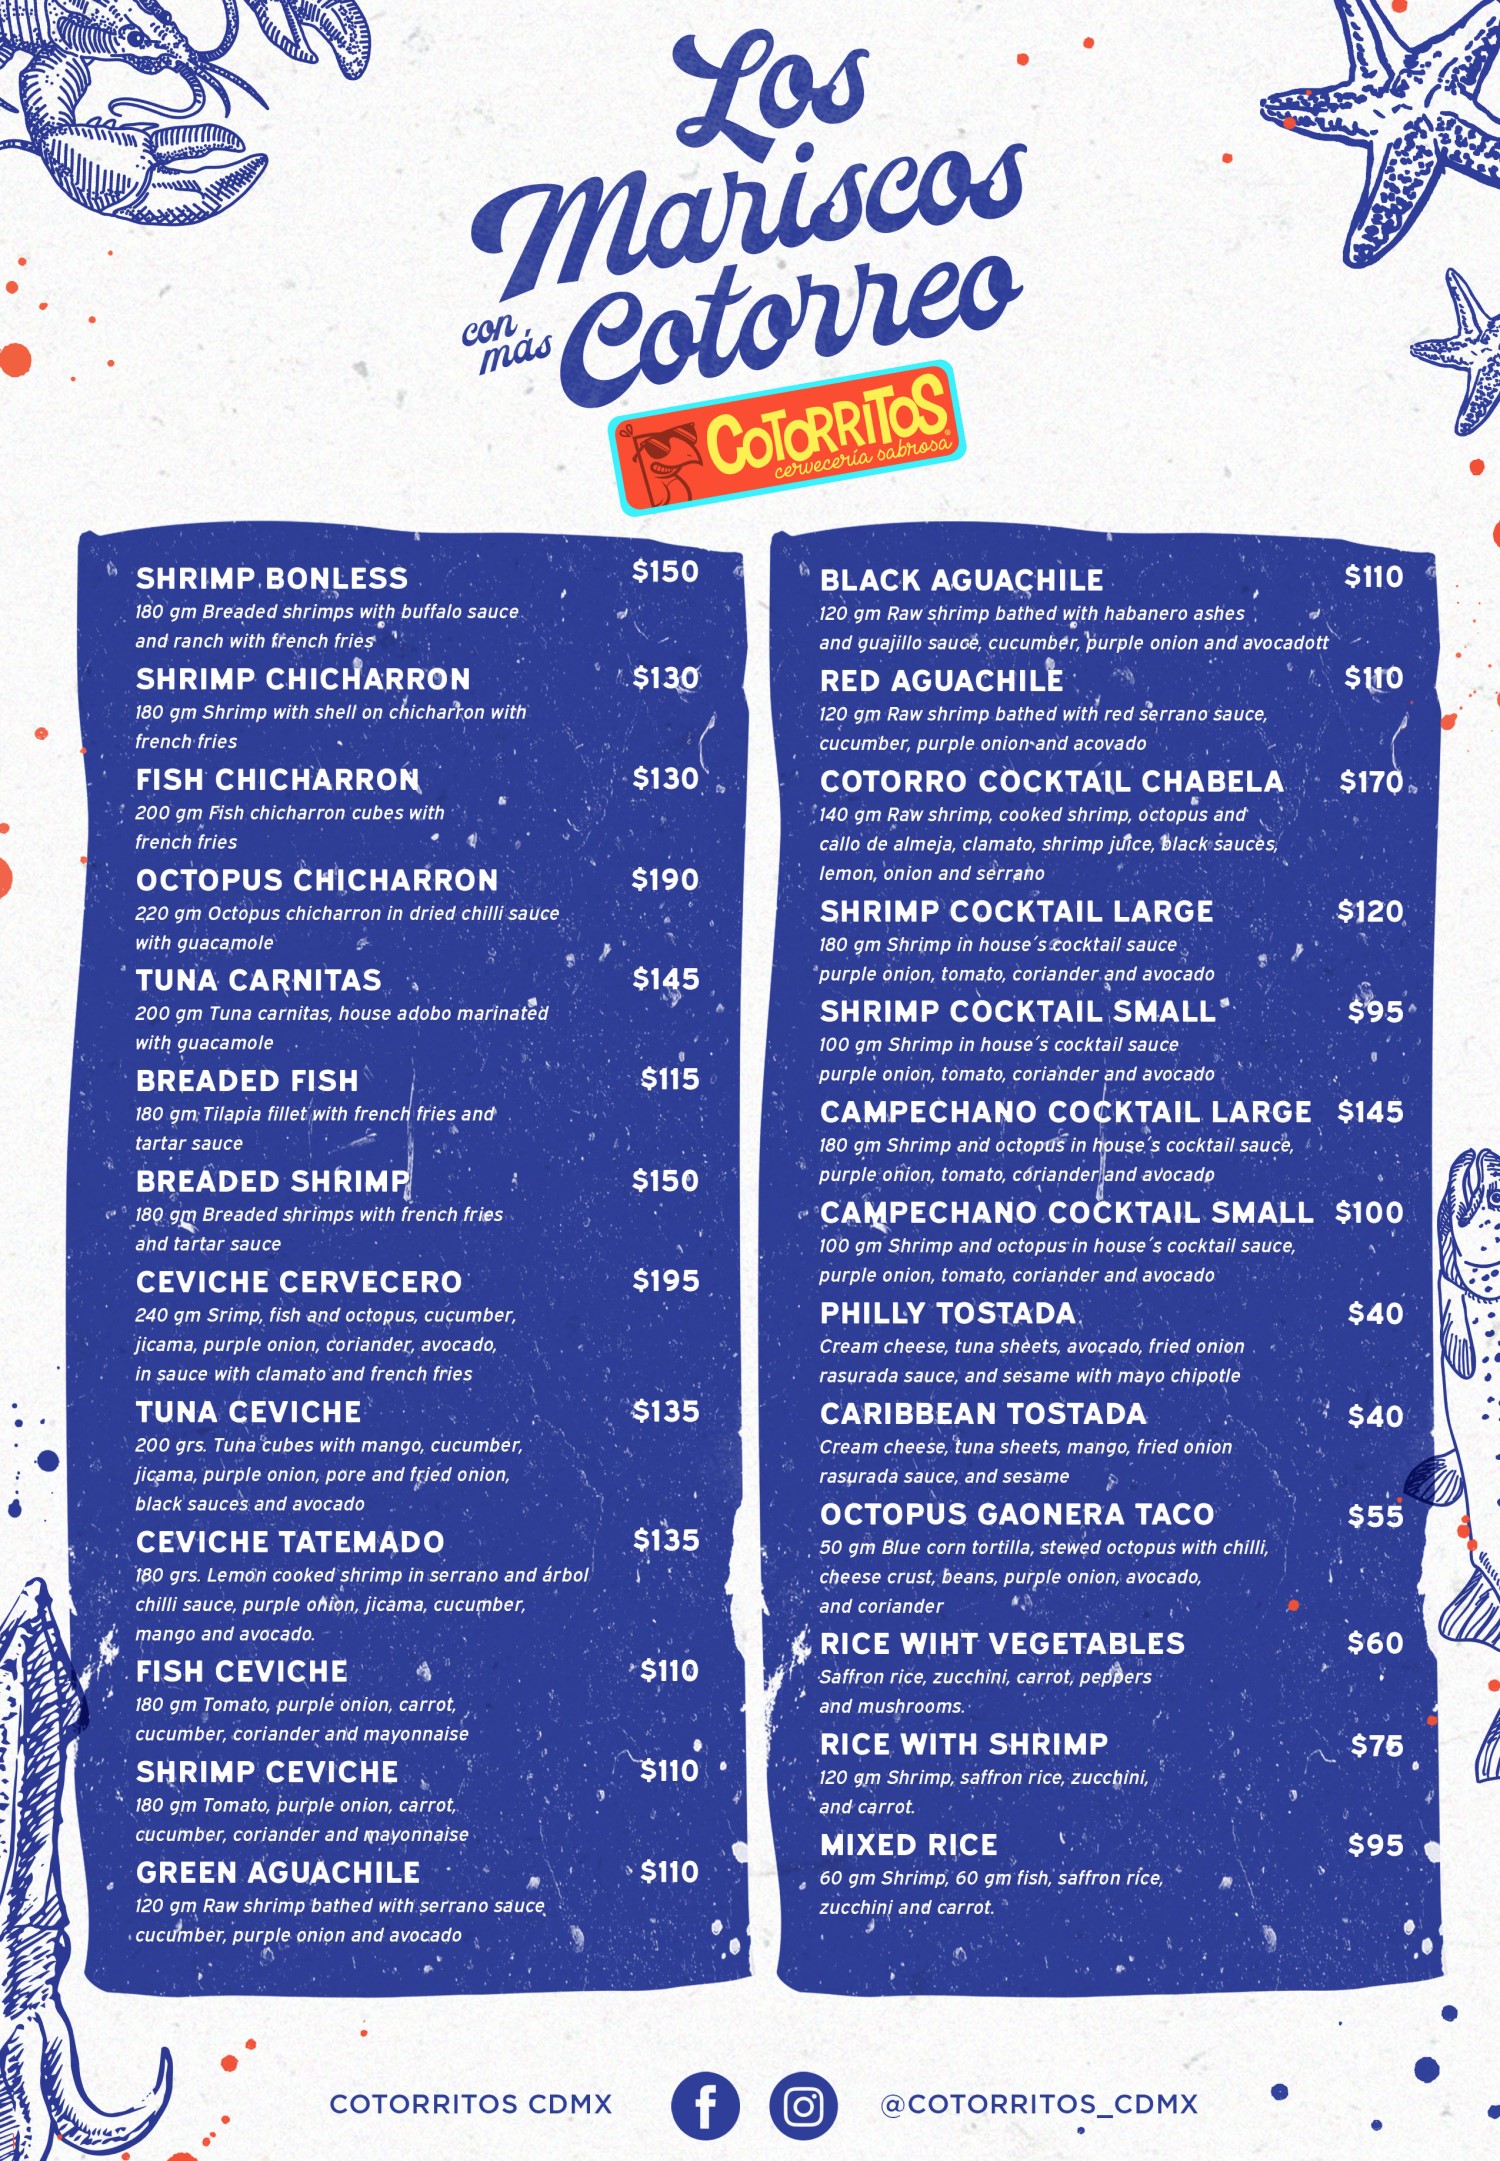 Los
Mariscos
con más Cotorreo
COTORRITOS
cervecería sabrosa
SHRIMP BONLESS $150
180 gm Breaded shrimps with buffalo sauce
and ranch with french fries
SHRIMP CHICHARRON $130
180 gm Shrimp with shell on chicharron with
french fries
FISH CHICHARRON $130
200 gm Fish chicharron cubes with
french fries
OCTOPUS CHICHARRON $190
220 gm Octopus chicharron in dried chilli sauce
with guacamole
TUNA CARNITAS $145
200 gm Tuna carnitas, house adobo marinated
with guacamole
BREADED FISH $115
180 gm Tilapia fillet with french fries and
tartar sauce
BREADED SHRIMP $150
180 gm Breaded shrimps with french fries
and tartar sauce
CEVICHE CERVECERO $195
240 gm Srimp, fish and octopus, cucumber,
jicama, purple onion, coriander, avocado,
in sauce with clamato and french fries
TUNA CEVICHE $135
200 grs. Tuna cubes with mango, cucumber,
jicama, purple onion, pore and fried onion,
black sauces and avocado
CEVICHE TATEMADO $135
180 grs. Lemon cooked shrimp in serrano and árbol
chilli sauce, purple onion, jicama, cucumber,
mango and avocado.
FISH CEVICHE $110
180 gm Tomato, purple onion, carrot,
cucumber, coriander and mayonnaise
SHRIMP CEVICHE $110
180 gm Tomato, purple onion, carrot,
cucumber, coriander and mayonnaise
GREEN AGUACHILE $110
120 gm Raw shrimp bathed with serrano sauce
cucumber, purple onion and avocado
BLACK AGUACHILE $110
120 gm Raw shrimp bathed with habanero ashes
and guajillo sauce, cucumber, purple onion and avocadott
RED AGUACHILE $110
120 gm Raw shrimp bathed with red serrano sauce,
cucumber, purple onion and acovado
COTORRO COCKTAIL CHABELA $170
140 gm Raw shrimp, cooked shrimp, octopus and
callo de almeja, clamato, shrimp juice, black sauces,
lemon, onion and serrano
SHRIMP COCKTAIL LARGE $120
180 gm Shrimp in house´s cocktail sauce
purple onion, tomato, coriander and avocado
SHRIMP COCKTAIL SMALL $95
100 gm Shrimp in house´s cocktail sauce
purple onion, tomato, coriander and avocado
CAMPECHANO COCKTAIL LARGE $145
180 gm Shrimp and octopus in house´s cocktail sauce,
purple onion, tomato, coriander and avocado
CAMPECHANO COCKTAIL SMALL $100
100 gm Shrimp and octopus in house´s cocktail sauce,
purple onion, tomato, coriander and avocado
PHILLY TOSTADA $40
Cream cheese, tuna sheets, avocado, fried onion
rasurada sauce, and sesame with mayo chipotle
CARIBBEAN TOSTADA $40
Cream cheese, tuna sheets, mango, fried onion
rasurada sauce, and sesame
OCTOPUS GAONERA TACO $55
50 gm Blue corn tortilla, stewed octopus with chilli,
cheese crust, beans, purple onion, avocado,
and coriander
RICE WIHT VEGETABLES $60
Saffron rice, zucchini, carrot, peppers
and mushrooms.
RICE WITH SHRIMP $75
120 gm Shrimp, saffron rice, zucchini,
and carrot.
MIXED RICE $95
60 gm Shrimp, 60 gm fish, saffron rice,
zucchini and carrot.
COTORRITOS CDMX @COTORRITOS_CDMX